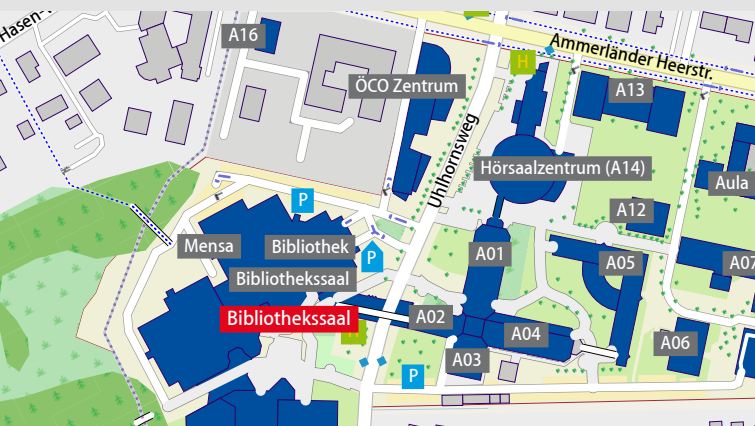 Hasen-
A16
Ammerländer Heerstr.
H
ÖCO Zentrum
A13
Uhlhornsweg
Hörsaalzentrum (A14)
Aula
P
A12
Mensa
Bibliothek
A01
P
A05
A07
Bibliothekssaal
Bibliothekssaal
A02
A04
A06
A03
P